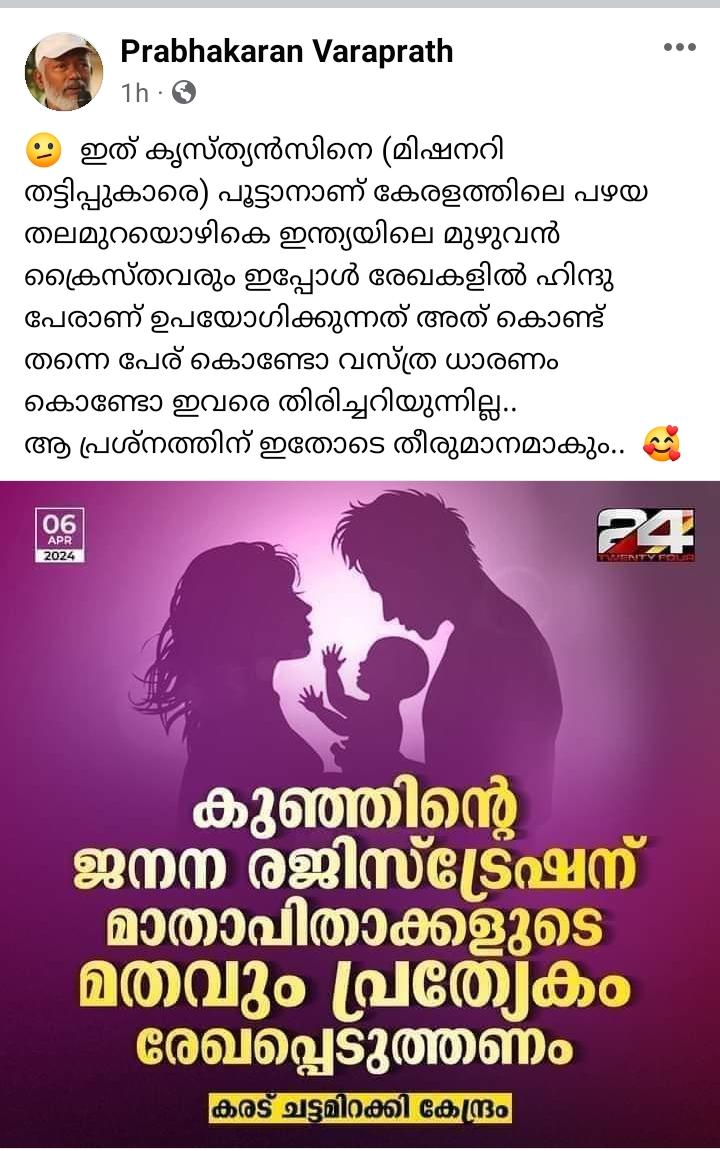 Prabhakaran Varaprath
1h
🫤 ഇത് കൃസ്ത്യൻസിനെ (മിഷനറി
തട്ടിപ്പുകാരെ) പൂട്ടാനാണ് കേരളത്തിലെ പഴയ
തലമുറയൊഴികെ ഇന്ത്യയിലെ മുഴുവൻ
ക്രൈസ്തവരും ഇപ്പോൾ രേഖകളിൽ ഹിന്ദു
പേരാണ് ഉപയോഗിക്കുന്നത് അത് കൊണ്ട്
തന്നെ പേര് കൊണ്ടോ വസ്ത്ര ധാരണം
കൊണ്ടോ ഇവരെ തിരിച്ചറിയുന്നില്ല..
ആ പ്രശ്നത്തിന് ഇതോടെ തീരുമാനമാകും.. 🥰
06
APR
2024
24
TWENTY FOUR
കുഞ്ഞിന്റെ
ജനന രജിസ്ട്രേഷന്
മാതാപിതാക്കളുടെ
മതവും പ്രത്യേകം
രേഖപ്പെടുത്തണം
കരട് ചട്ടമിറക്കി കേന്ദ്രം